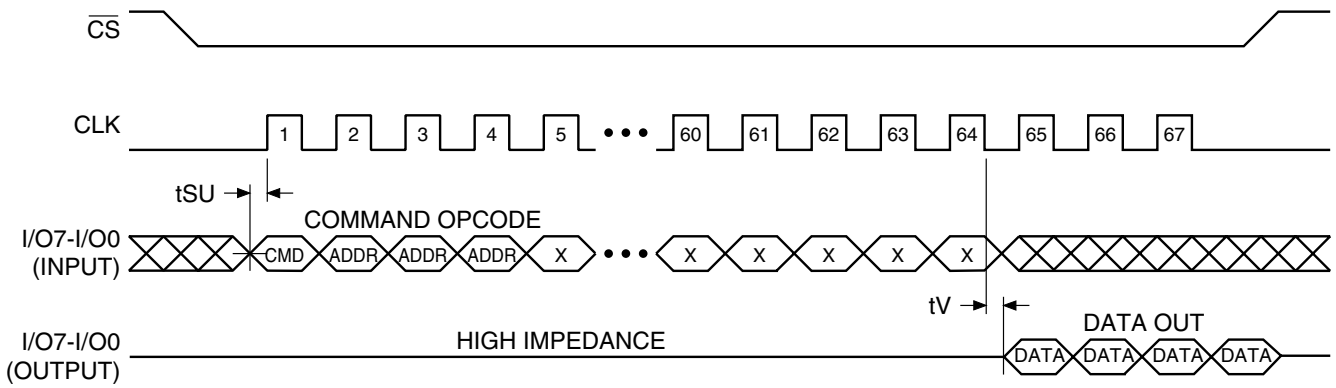 CS
CLK
1 2 3 4 5 ••• 60 61 62 63 64 65 66 67
tSU
COMMAND OPCODE
I/O7-I/O0
(INPUT)
CMD ADDR ADDR ADDR X ••• X X X X X
tV
DATA OUT
I/O7-I/O0
(OUTPUT)
HIGH IMPEDANCE
DATA DATA DATA DATA